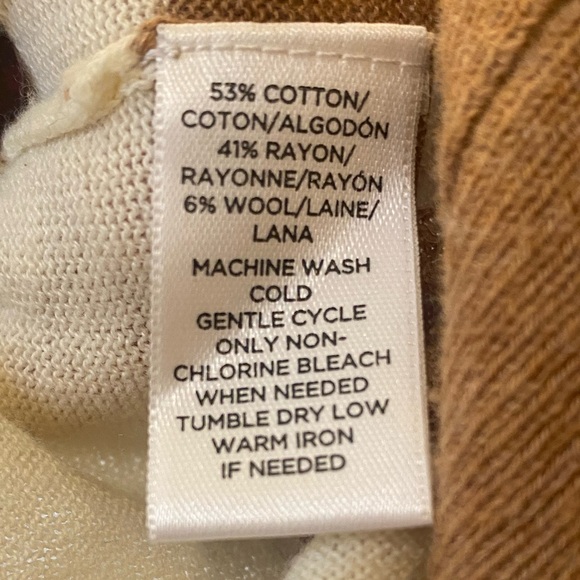 53% COTTON/
COTON/ALGODÓN
41% RAYON/
RAYONNE/RAYÓN
6% WOOL/LAINE/
LANA
MACHINE WASH
COLD
GENTLE CYCLE
ONLY NON-
CHLORINE BLEACH
WHEN NEEDED
TUMBLE DRY LOW
WARM IRON
IF NEEDED